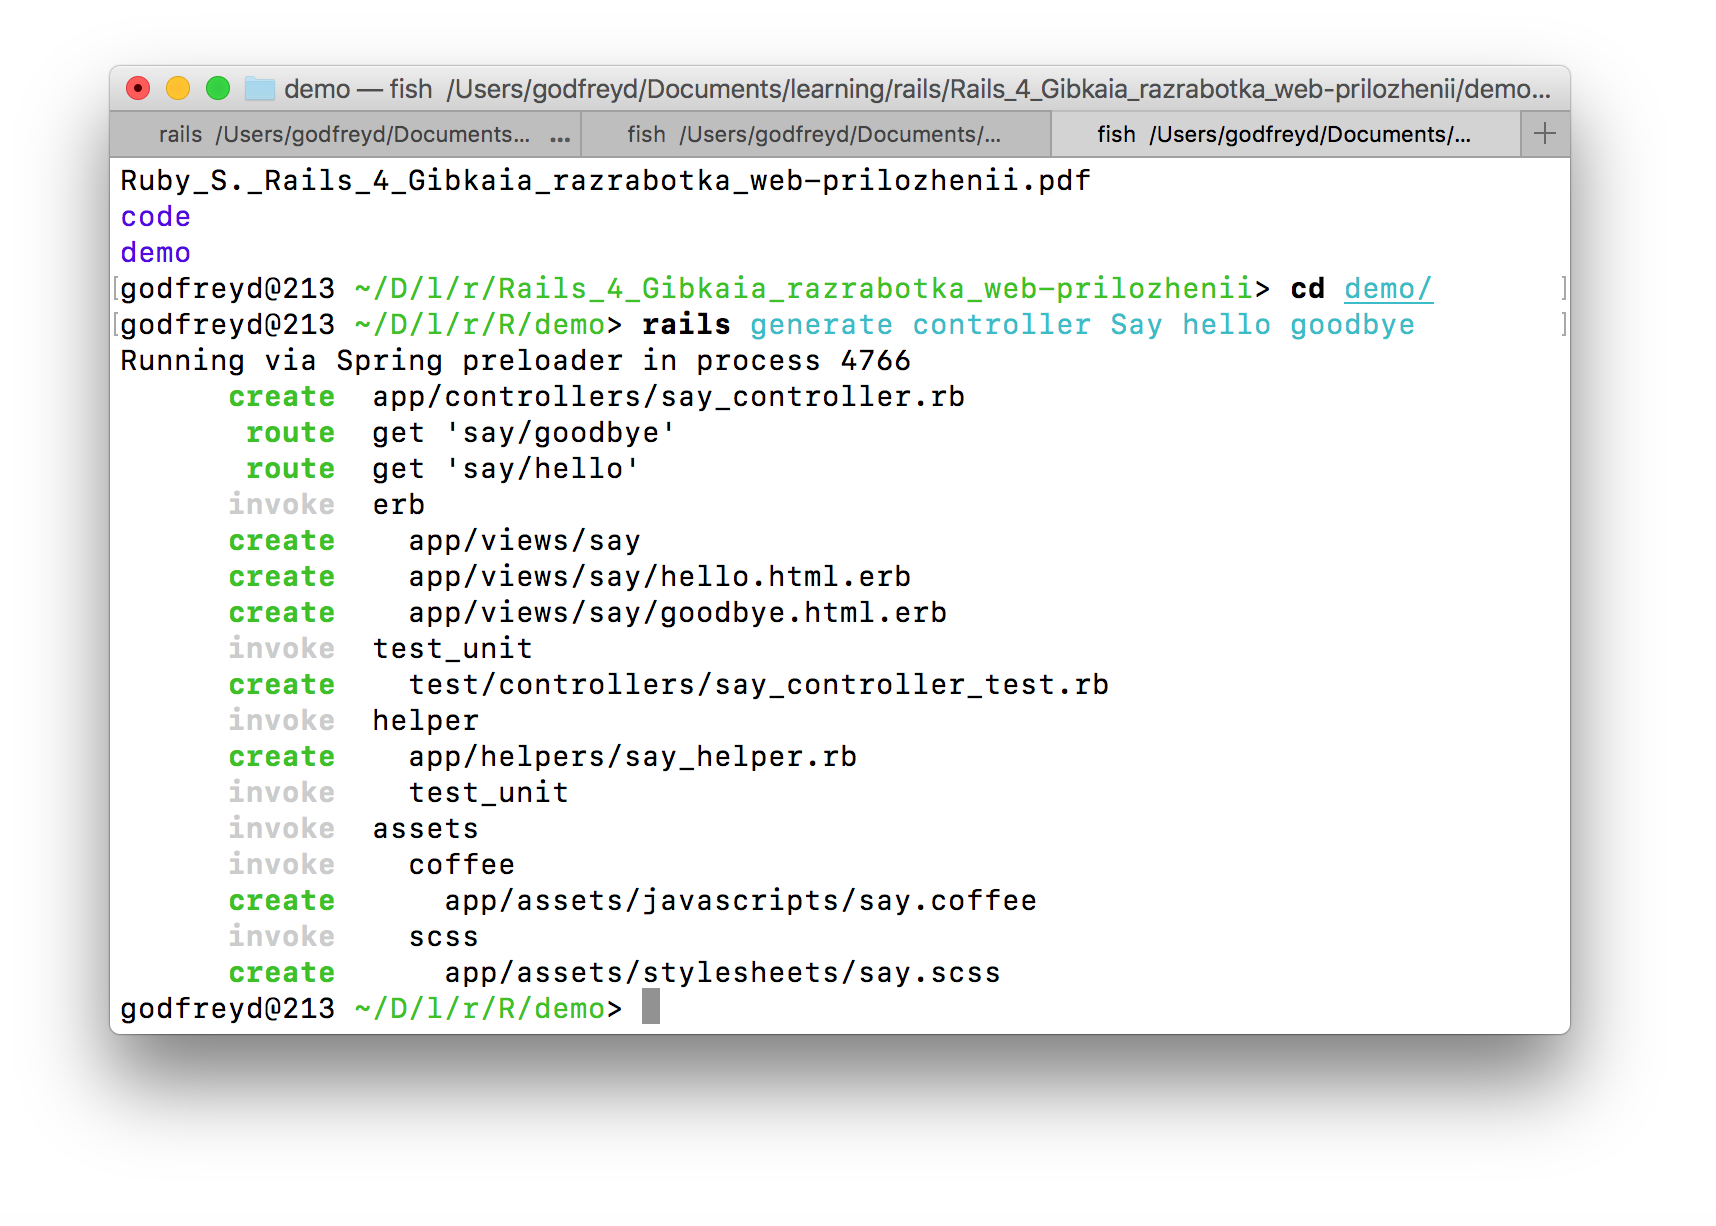 demo — fish /Users/godfreyd/Documents/learning/rails/Rails_4_Gibkaia_razrabotka_web-prilozhenii/demo...
rails /Users/godfreyd/Documents... ... fish /Users/godfreyd/Documents/... fish /Users/godfreyd/Documents/... +
Ruby_S._Rails_4_Gibkaia_razrabotka_web-prilozhenii.pdf
code
demo
[godfreyd@213 ~/D/l/r/Rails_4_Gibkaia_razrabotka_web-prilozhenii> cd demo/ ]
[godfreyd@213 ~/D/l/r/R/demo> rails generate controller Say hello goodbye ]
Running via Spring preloader in process 4766
create app/controllers/say_controller.rb
route get 'say/goodbye'
route get 'say/hello'
invoke erb
create app/views/say
create app/views/say/hello.html.erb
create app/views/say/goodbye.html.erb
invoke test_unit
create test/controllers/say_controller_test.rb
invoke helper
create app/helpers/say_helper.rb
invoke test_unit
invoke assets
invoke coffee
create app/assets/javascripts/say.coffee
invoke scss
create app/assets/stylesheets/say.scss
godfreyd@213 ~/D/l/r/R/demo>